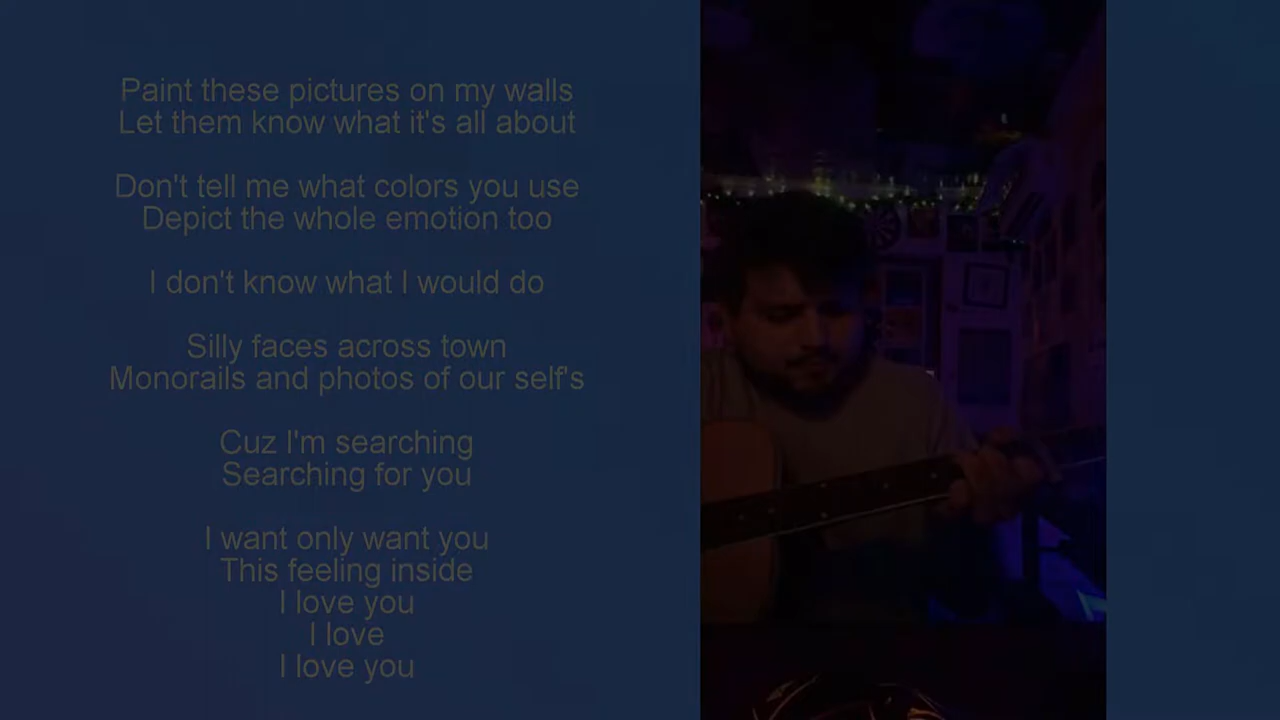 Paint these pictures on my walls
Let them know what it's all about
Don't tell me what colors you use
Depict the whole emotion too
I don't know what I would do
Silly faces across town
Monorails and photos of our self's
Cuz I'm searching
Searching for you
I want only want you
This feeling inside
I love you
I love
I love you